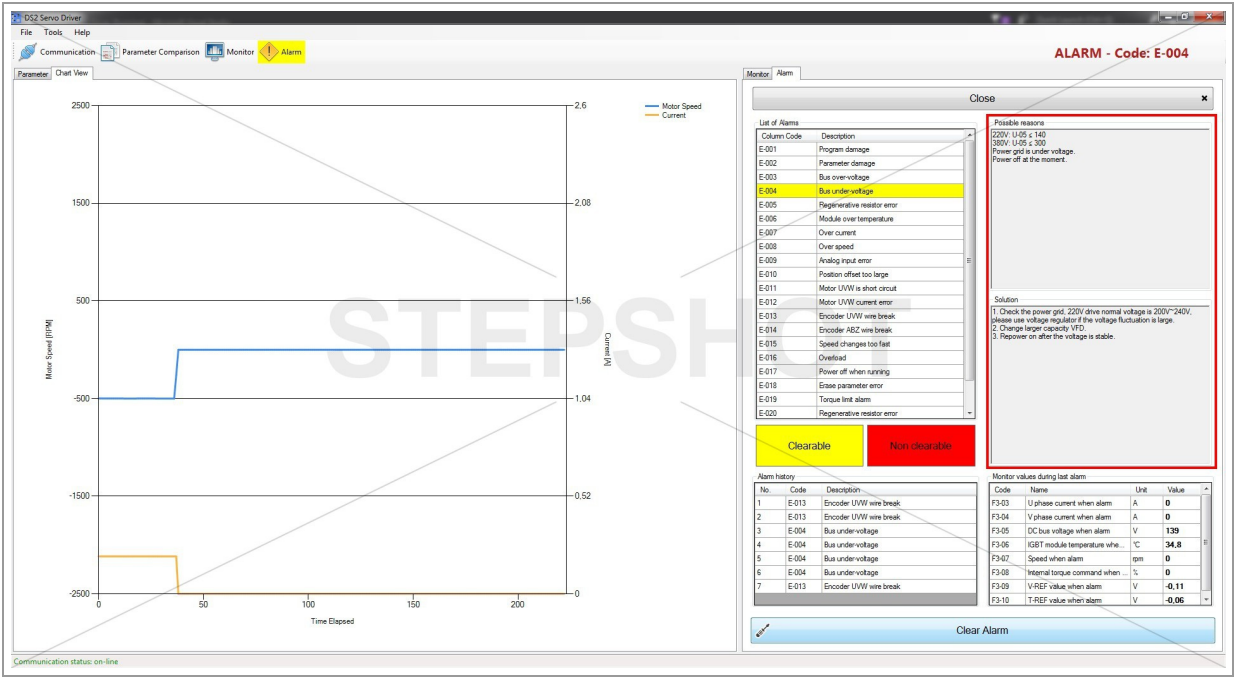 DS2 Servo Driver
File Tools Help
Communication Parameter Comparison Monitor Alarm
ALARM - Code: E-004
Parameter Chart View
Motor Speed
Current
2500
1500
500
-500
-1500
-2500
2.6
2.08
1.56
1.04
0.52
0
Motor Speed [RPM]
Current [A]
0 50 100 150 200
Time Elapsed
STEPSHOT
Monitor Alarm
Close
List of Alarms
Column Code Description
E-001 Program damage
E-002 Parameter damage
E-003 Bus over-voltage
E-004 Bus under-voltage
E-005 Regenerative resistor error
E-006 Module over temperature
E-007 Over current
E-008 Over speed
E-009 Analog input error
E-010 Position offset too large
E-011 Motor UVW is short circuit
E-012 Motor UVW current error
E-013 Encoder UVW wire break
E-014 Encoder ABZ wire break
E-015 Speed changes too fast
E-016 Overload
E-017 Power off when running
E-018 Erase parameter error
E-019 Torque limit alarm
E-020 Regenerative resistor error
Clearable Non clearable
Possible reasons
220V: U-05 ≤ 140
380V: U-05 ≤ 300
Power grid is under voltage.
Power off at the moment.
Solution
1. Check the power grid, 220V drive normal voltage is 200V~240V,
please use voltage regulator if the voltage fluctuation is large.
2. Change larger capacity VFD.
3. Repower on after the voltage is stable.
Alarm history
No. Code Description
1 E-013 Encoder UVW wire break
2 E-013 Encoder UVW wire break
3 E-004 Bus under-voltage
4 E-004 Bus under-voltage
5 E-004 Bus under-voltage
6 E-004 Bus under-voltage
7 E-013 Encoder UVW wire break
Monitor values during last alarm
Code Name Unit Value
F3-03 U phase current when alarm A 0
F3-04 V phase current when alarm A 0
F3-05 DC bus voltage when alarm V 139
F3-06 IGBT module temperature whe... °C 34,8
F3-07 Speed when alarm rpm 0
F3-08 Internal torque command when ... % 0
F3-09 V-REF value when alarm V -0,11
F3-10 T-REF value when alarm V -0,06
Clear Alarm
Communication status: on-line